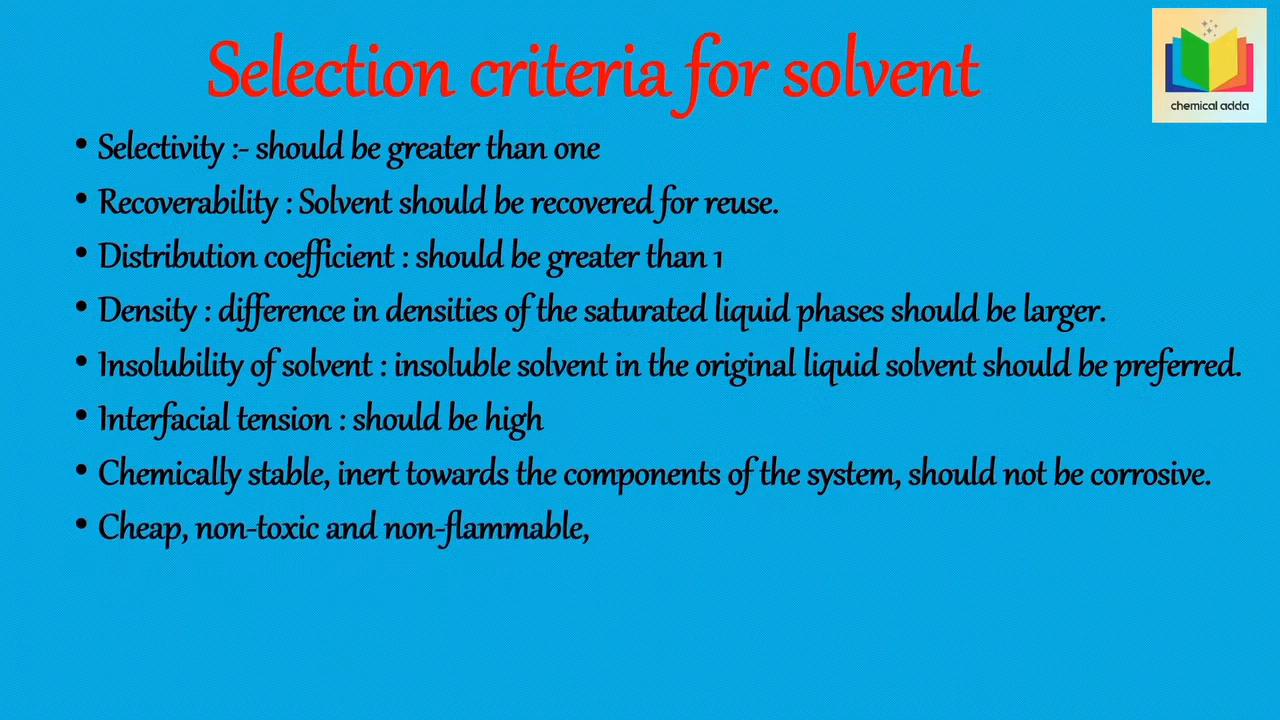 Selection criteria for solvent
chemical adda
• Selectivity :- should be greater than one
• Recoverability : Solvent should be recovered for reuse.
• Distribution coefficient : should be greater than 1
• Density : difference in densities of the saturated liquid phases should be larger.
• Insolubility of solvent : insoluble solvent in the original liquid solvent should be preferred.
• Interfacial tension : should be high
• Chemically stable, inert towards the components of the system, should not be corrosive.
• Cheap, non-toxic and non-flammable,